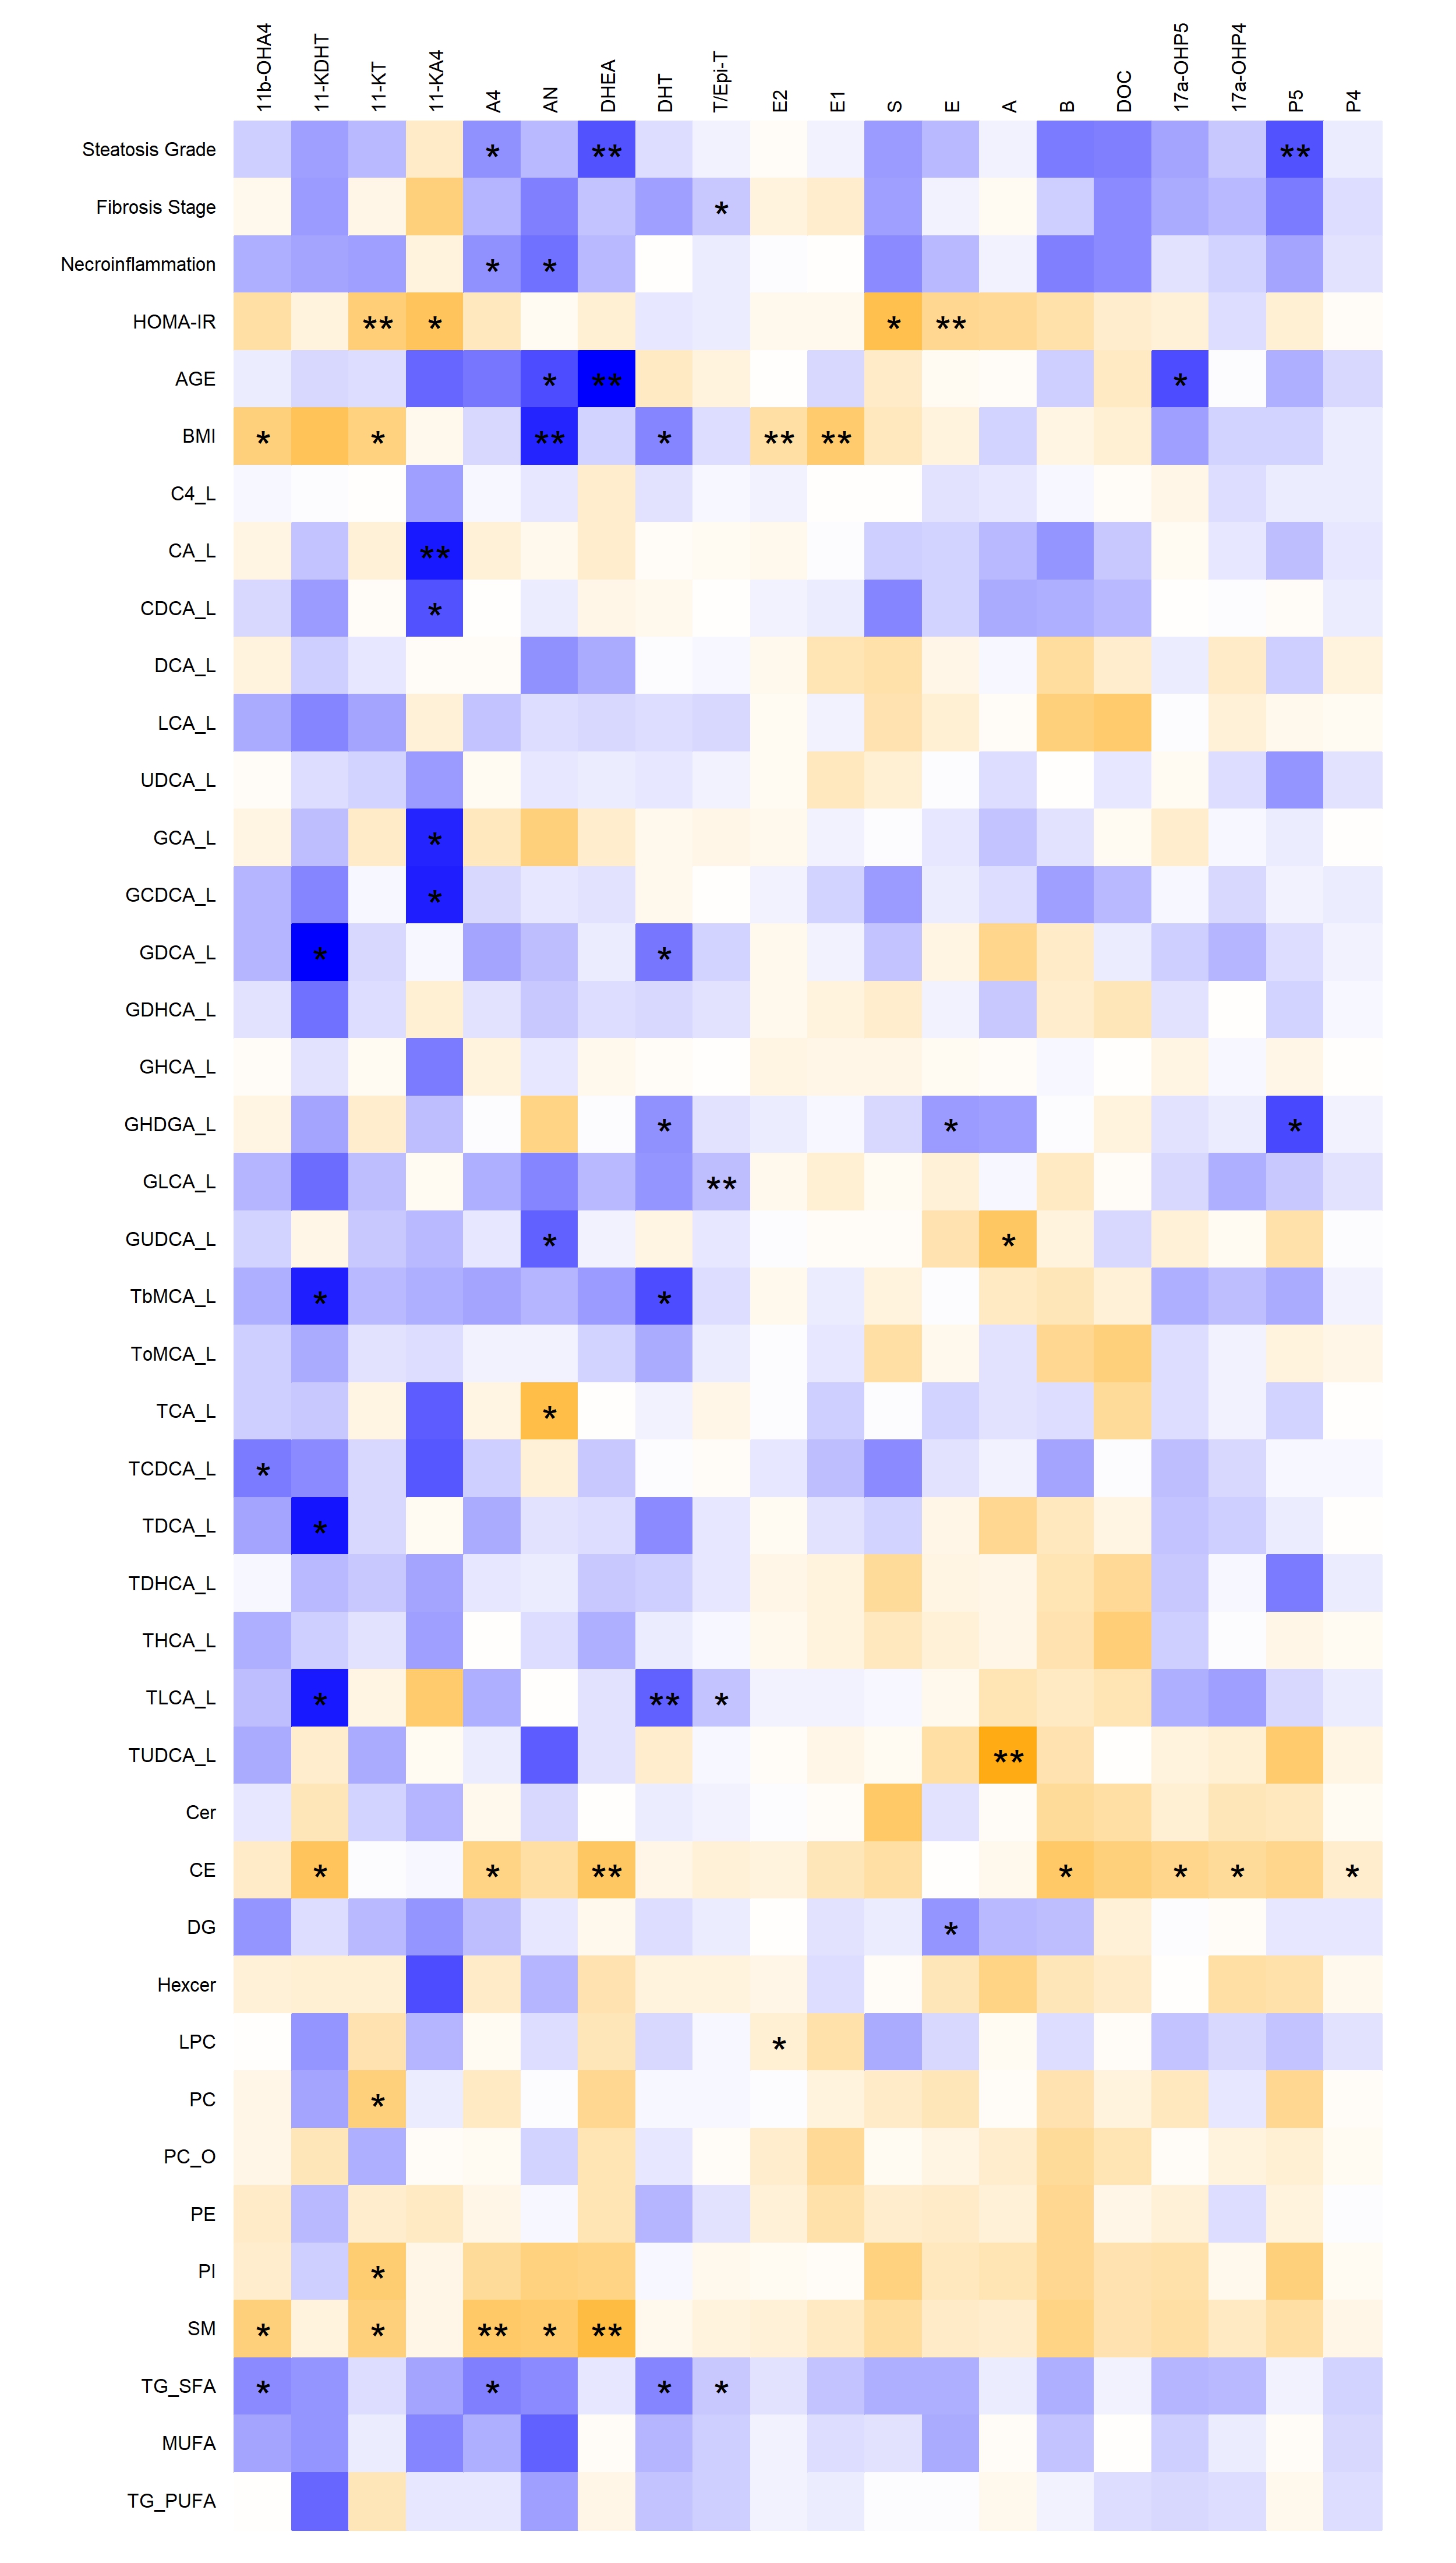 11b-OHA4 11-KDHT 11-KT 11-KA4 A4 AN DHEA DHT T/Epi-T E2 E1 S E A B DOC 17a-OHP5 17a-OHP4 P5 P4
Steatosis Grade * ** **
Fibrosis Stage *
Necroinflammation * *
HOMA-IR ** * * **
AGE * ** *
BMI * * ** * ** **
C4_L
CA_L **
CDCA_L *
DCA_L
LCA_L
UDCA_L
GCA_L *
GCDCA_L *
GDCA_L * *
GDHCA_L
GHCA_L
GHDGA_L * * *
GLCA_L **
GUDCA_L * *
TbMCA_L * *
ToMCA_L
TCA_L *
TCDCA_L *
TDCA_L *
TDHCA_L
THCA_L
TLCA_L * ** *
TUDCA_L **
Cer
CE * * ** * * * *
DG *
Hexcer
LPC *
PC *
PC_O
PE
PI *
SM * * ** * **
TG_SFA * * * *
MUFA
TG_PUFA